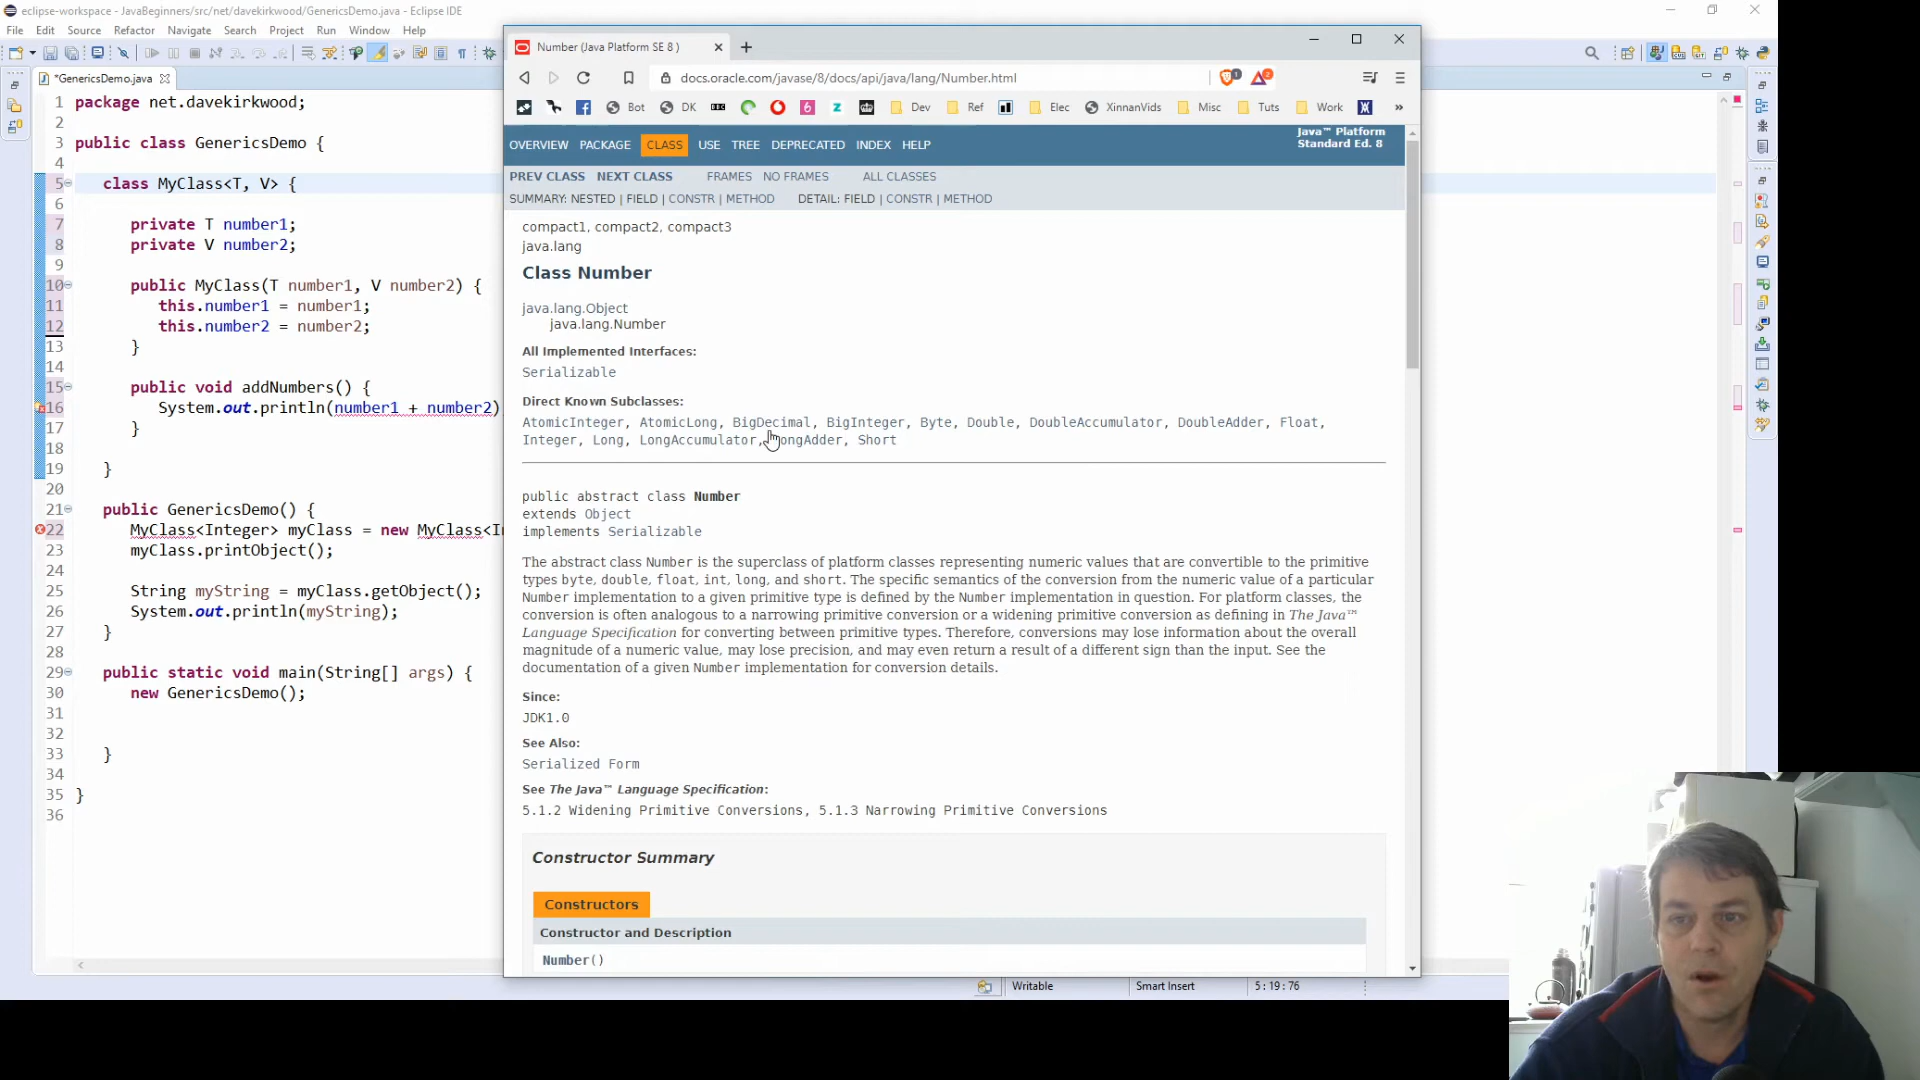 eclipse-workspace - JavaBeginners/src/net/davekirkwood/GenericsDemo.java - Eclipse IDE
File Edit Source Refactor Navigate Search Project Run Window Help
*GenericsDemo.java
1 package net.davekirkwood;
2
3 public class GenericsDemo {
4
5 class MyClass<T, V> {
6
7 private T number1;
8 private V number2;
9
10 public MyClass(T number1, V number2) {
11 this.number1 = number1;
12 this.number2 = number2;
13 }
14
15 public void addNumbers() {
16 System.out.println(number1 + number2)
17 }
18
19 }
20
21 public GenericsDemo() {
22 MyClass<Integer> myClass = new MyClass<I
23 myClass.printObject();
24
25 String myString = myClass.getObject();
26 System.out.println(myString);
27 }
28
29 public static void main(String[] args) {
30 new GenericsDemo();
31
32
33 }
34
35 }
36
Number (Java Platform SE 8 )
docs.oracle.com/javase/8/docs/api/java/lang/Number.html
Bot DK BBC Dev Ref Elec XinnanVids Misc Tuts Work »
OVERVIEW PACKAGE CLASS USE TREE DEPRECATED INDEX HELP
Java™ Platform
Standard Ed. 8
PREV CLASS NEXT CLASS FRAMES NO FRAMES ALL CLASSES
SUMMARY: NESTED | FIELD | CONSTR | METHOD DETAIL: FIELD | CONSTR | METHOD
compact1, compact2, compact3
java.lang
Class Number
java.lang.Object
java.lang.Number
All Implemented Interfaces:
Serializable
Direct Known Subclasses:
AtomicInteger, AtomicLong, BigDecimal, BigInteger, Byte, Double, DoubleAccumulator, DoubleAdder, Float,
Integer, Long, LongAccumulator, LongAdder, Short
public abstract class Number
extends Object
implements Serializable
The abstract class Number is the superclass of platform classes representing numeric values that are convertible to the primitive
types byte, double, float, int, long, and short. The specific semantics of the conversion from the numeric value of a particular
Number implementation to a given primitive type is defined by the Number implementation in question. For platform classes, the
conversion is often analogous to a narrowing primitive conversion or a widening primitive conversion as defining in The Java™
Language Specification for converting between primitive types. Therefore, conversions may lose information about the overall
magnitude of a numeric value, may lose precision, and may even return a result of a different sign than the input. See the
documentation of a given Number implementation for conversion details.
Since:
JDK1.0
See Also:
Serialized Form
See The Java™ Language Specification:
5.1.2 Widening Primitive Conversions, 5.1.3 Narrowing Primitive Conversions
Constructor Summary
Constructors
Constructor and Description
Number()
Writable Smart Insert 5 : 19 : 76